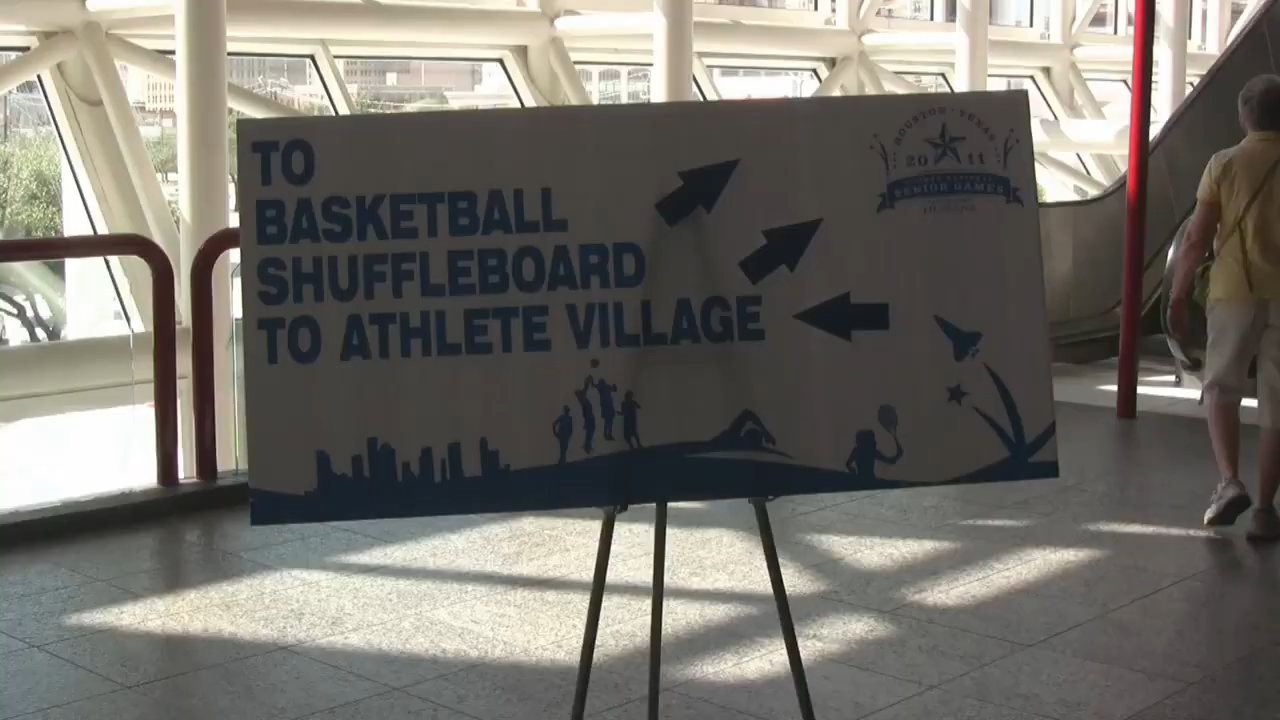 TO
BASKETBALL
SHUFFLEBOARD
TO ATHLETE VILLAGE
HOUSTON • TEXAS
20 11
SENIOR GAMES